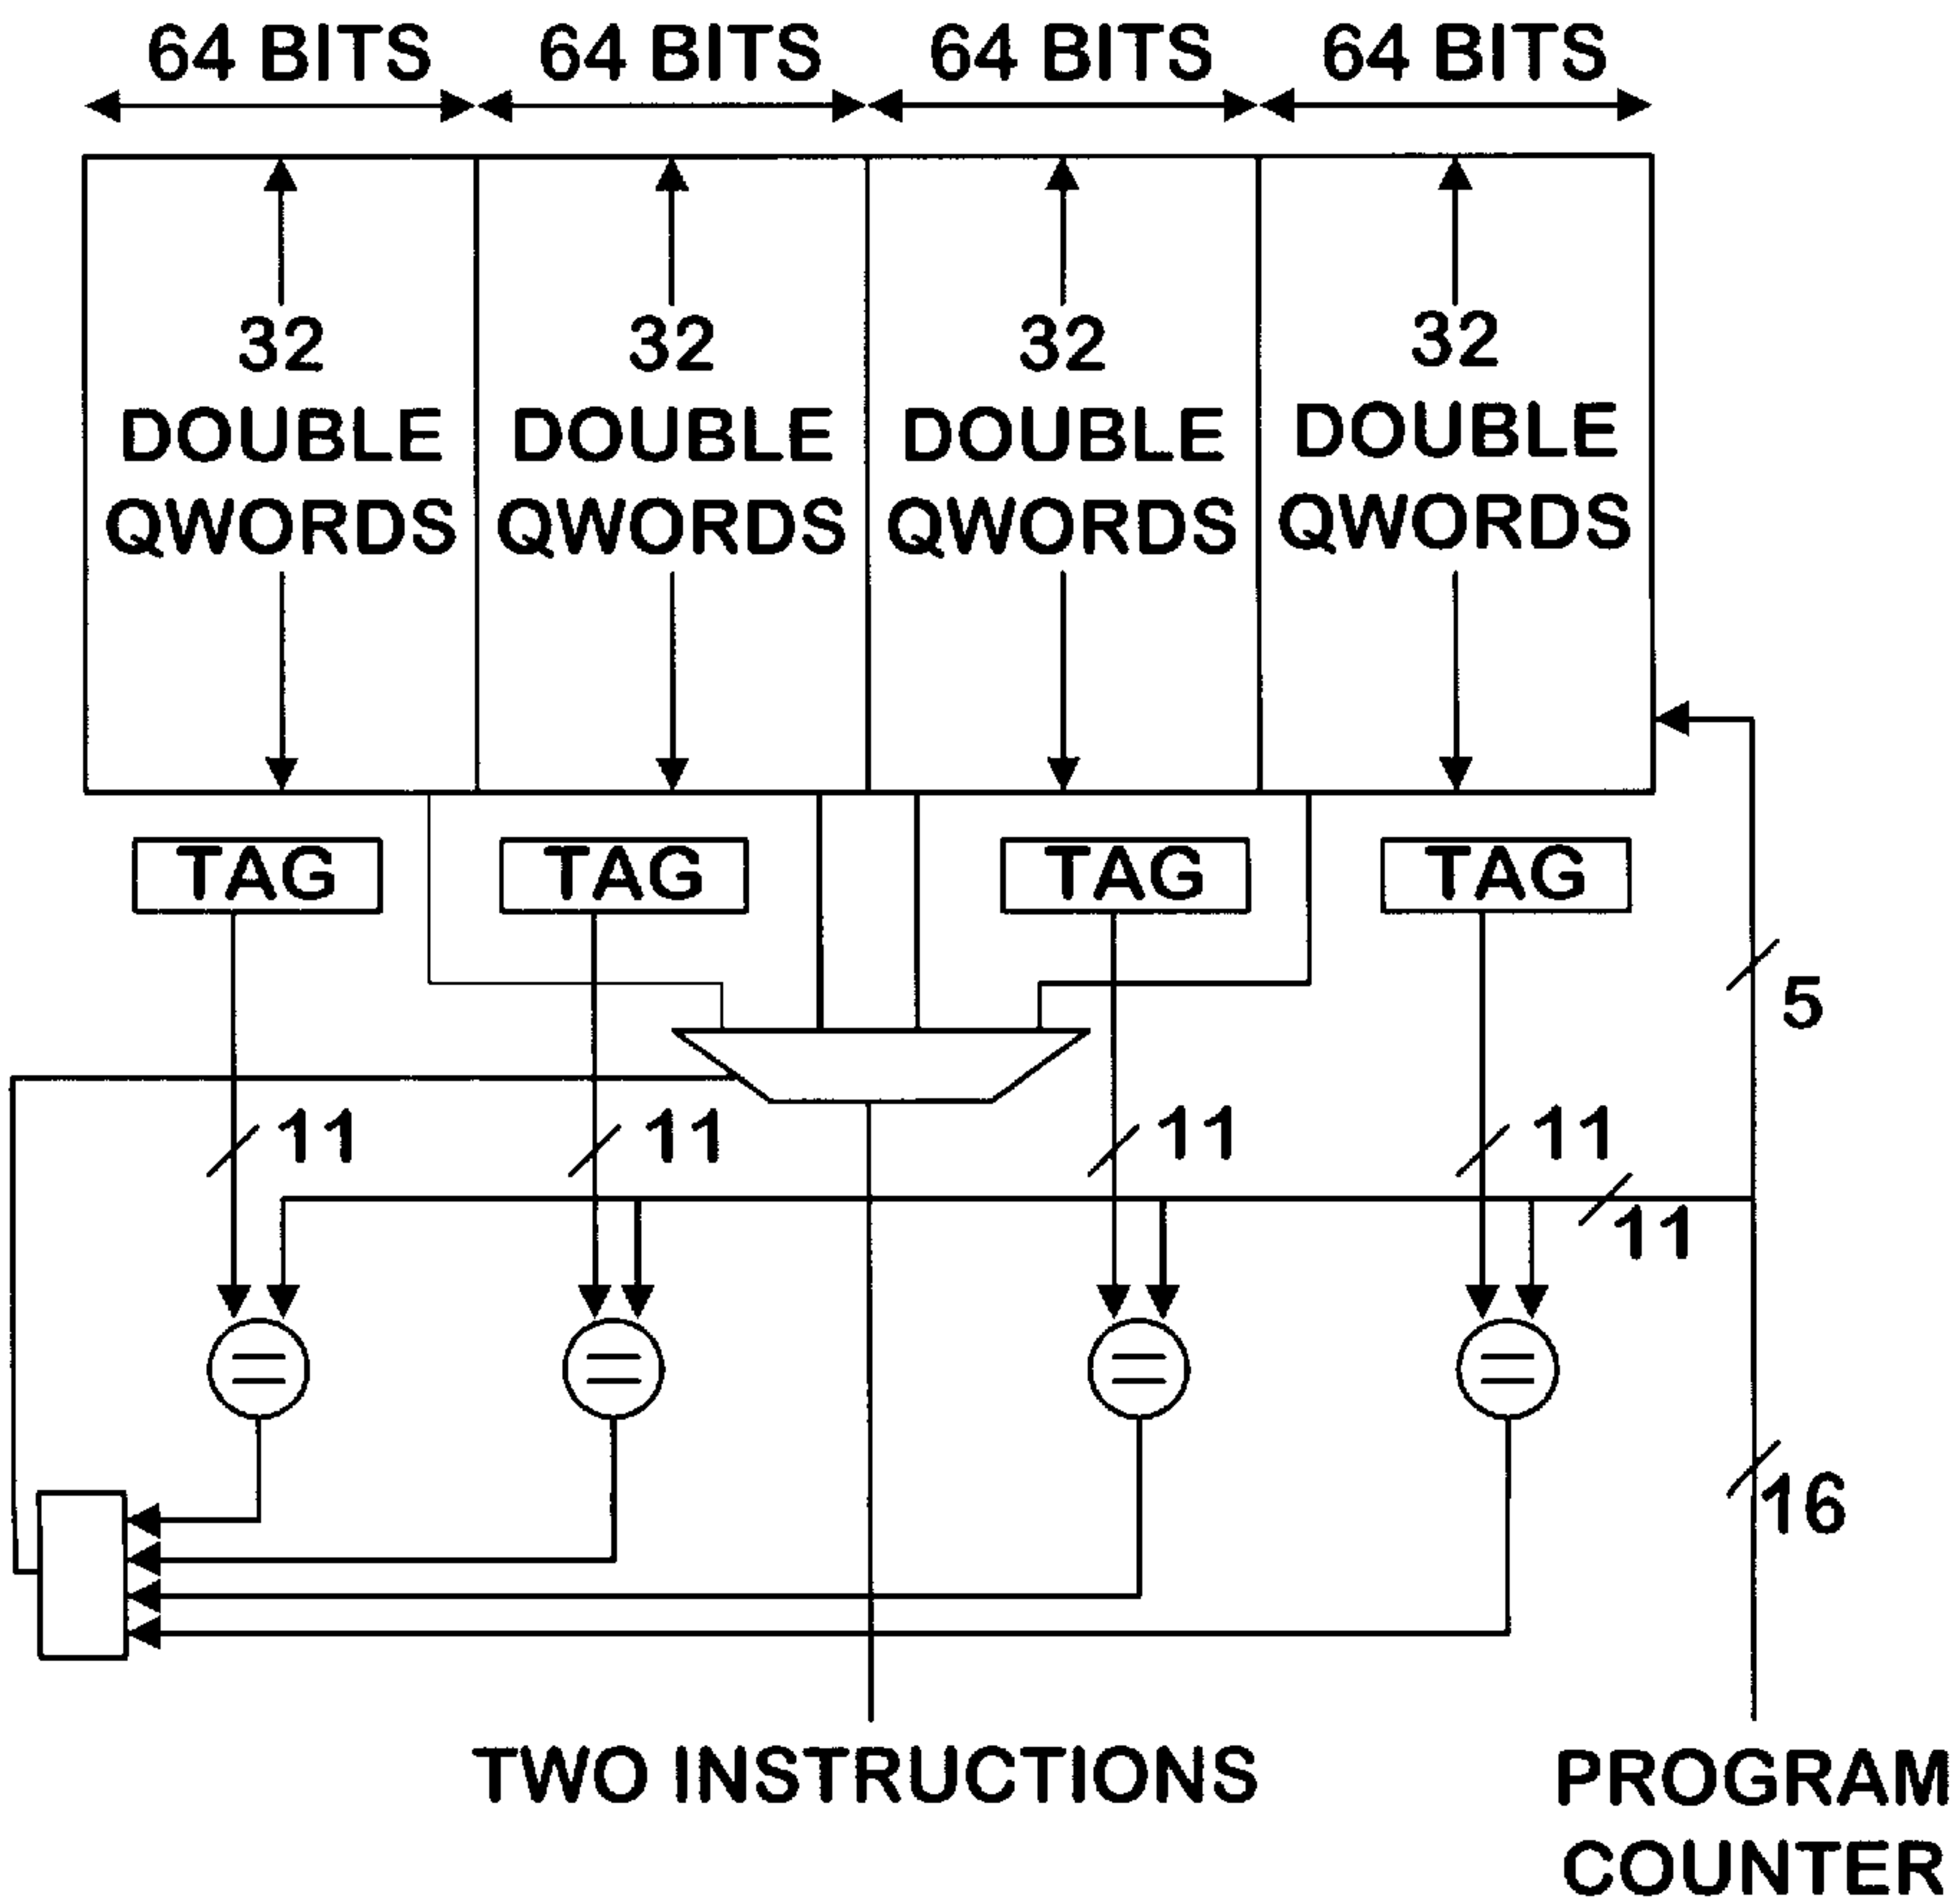 64 BITS 64 BITS 64 BITS 64 BITS
32 32 32 32
DOUBLE DOUBLE DOUBLE DOUBLE
QWORDS QWORDS QWORDS QWORDS
TAG TAG TAG TAG
5
11 11 11 11
11
= = = =
16
TWO INSTRUCTIONS
PROGRAM
COUNTER